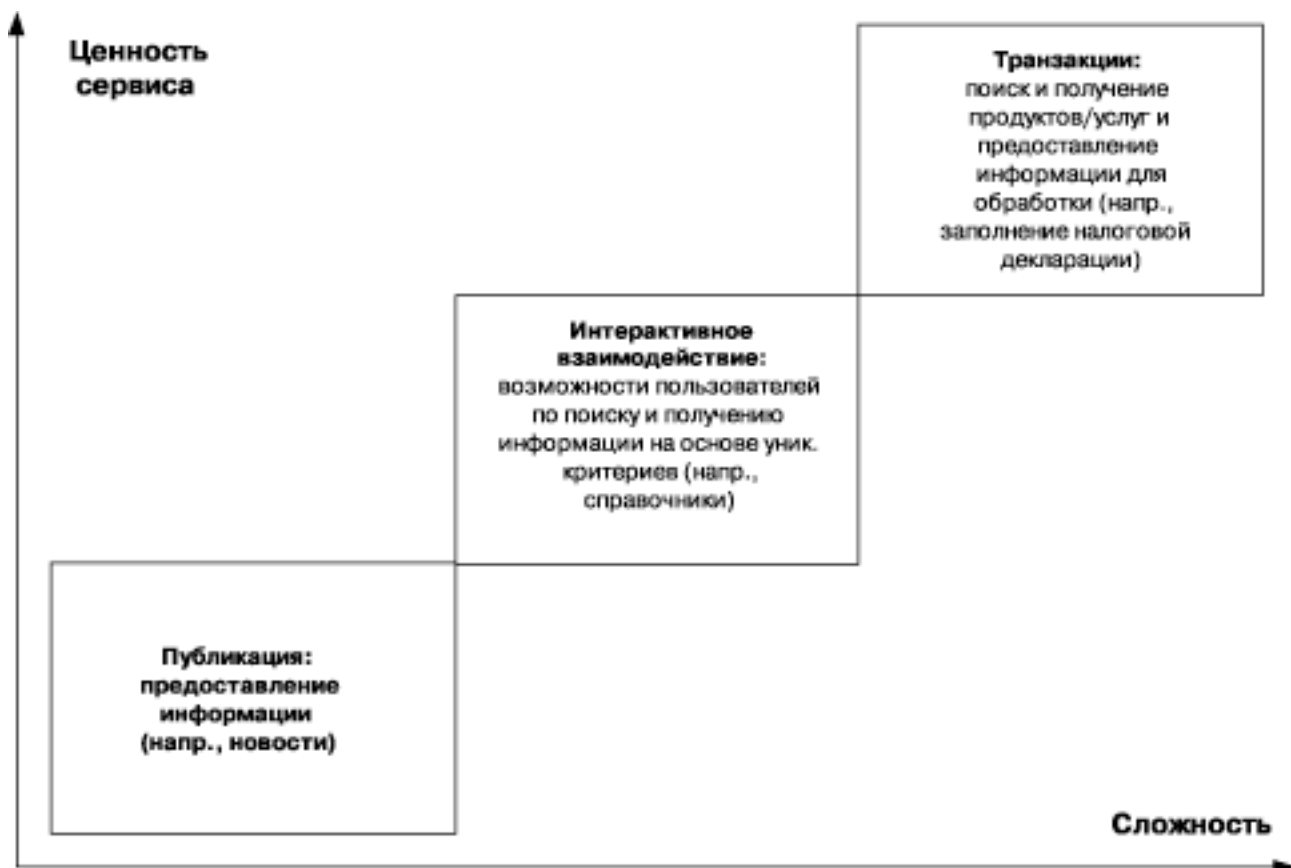 Ценность
сервиса
Транзакции:
поиск и получение
продуктов/услуг и
предоставление
информации для
обработки (напр.,
заполнение налоговой
декларации)
Интерактивное
взаимодействие:
возможности пользователей
по поиску и получению
информации на основе уник.
критериев (напр.,
справочники)
Публикация:
предоставление
информации
(напр., новости)
Сложность